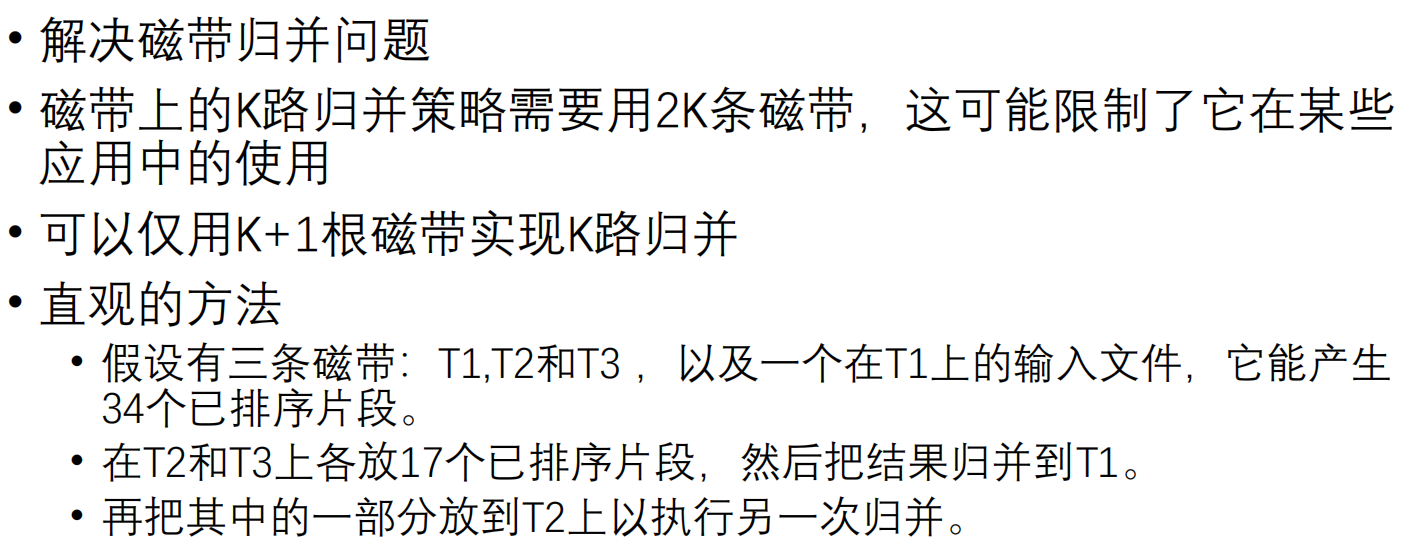 • 解决磁带归并问题
• 磁带上的K路归并策略需要用2K条磁带，这可能限制了它在某些
应用中的使用
• 可以仅用K+1根磁带实现K路归并
• 直观的方法
• 假设有三条磁带：T1,T2和T3 ，以及一个在T1上的输入文件，它能产生
34个已排序片段。
• 在T2和T3上各放17个已排序片段，然后把结果归并到T1。
• 再把其中的一部分放到T2上以执行另一次归并。